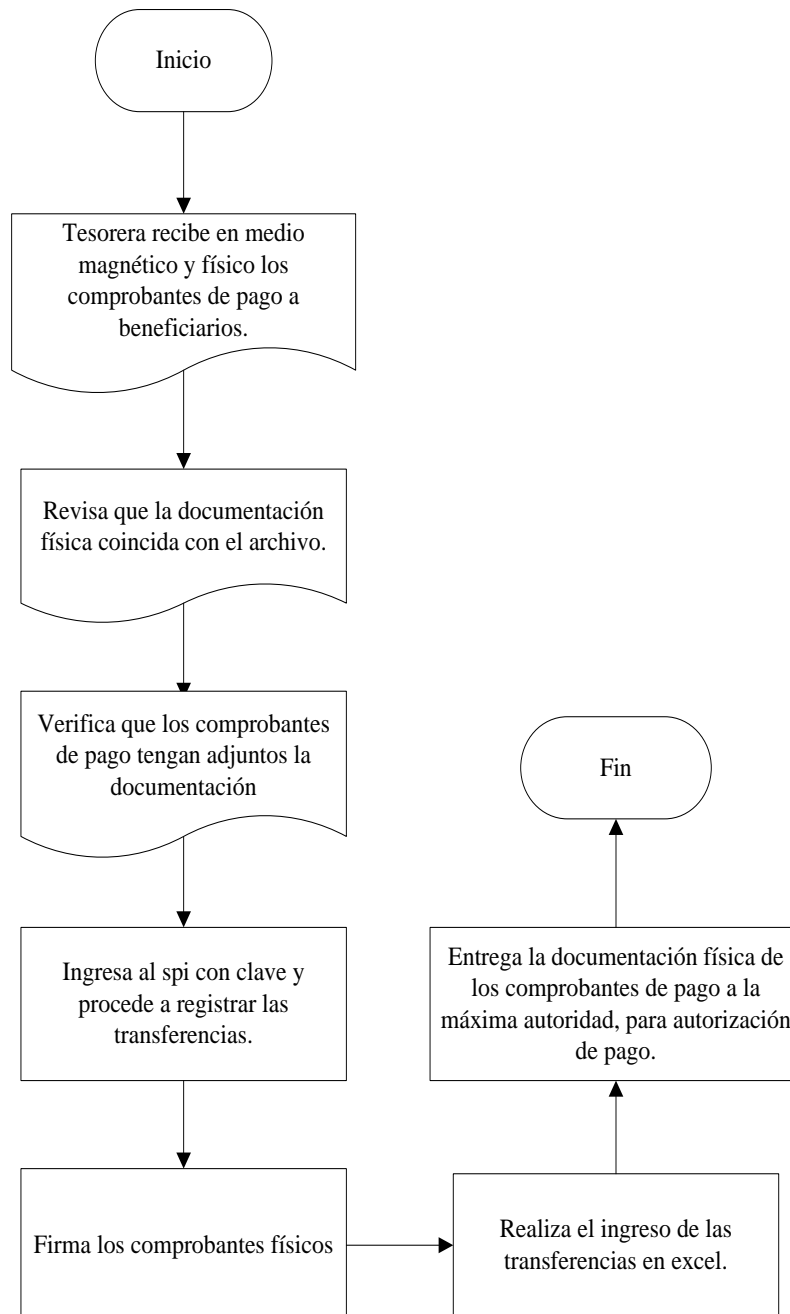 Inicio
Tesorera recibe en medio
magnético y físico los
comprobantes de pago a
beneficiarios.
Revisa que la documentación
física coincida con el archivo.
Verifica que los comprobantes
de pago tengan adjuntos la
documentación
Ingresa al spi con clave y
procede a registrar las
transferencias.
Firma los comprobantes físicos
Realiza el ingreso de las
transferencias en excel.
Entrega la documentación física de
los comprobantes de pago a la
máxima autoridad, para autorización
de pago.
Fin